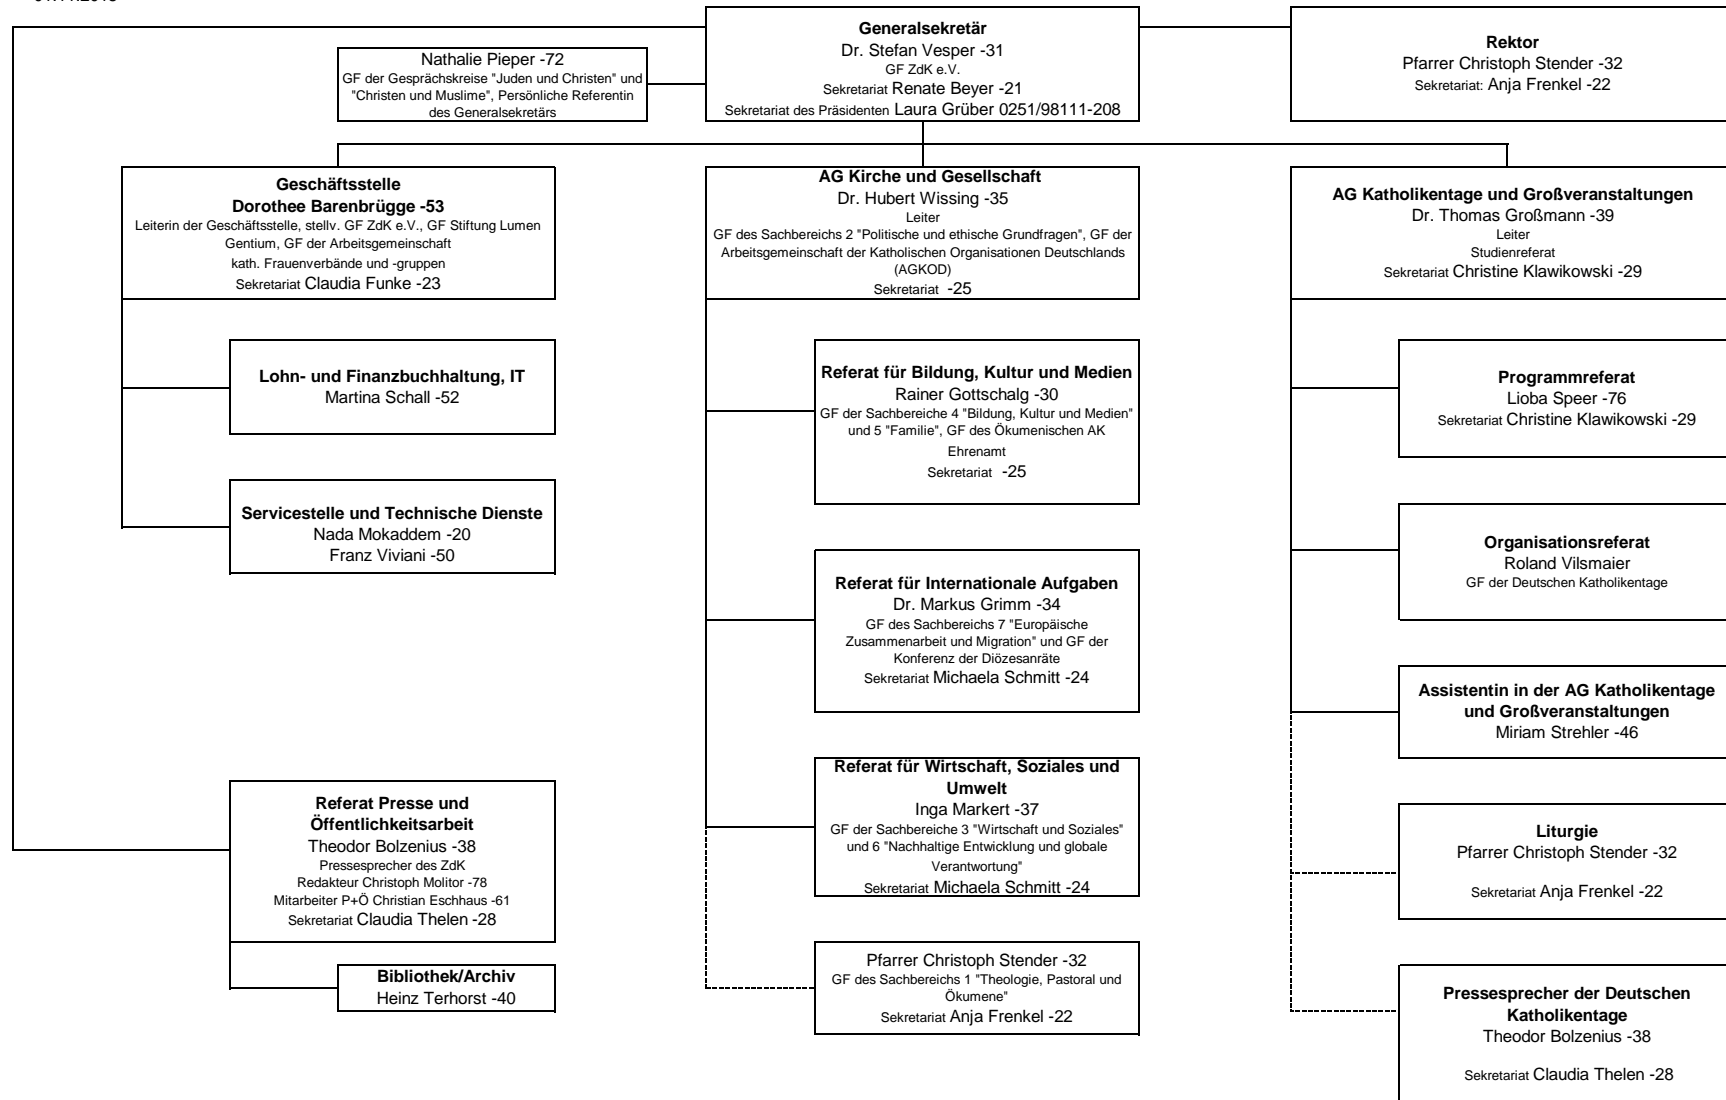 Generalsekretär
Dr. Stefan Vesper -31
GF ZdK e.V.
Sekretariat Renate Beyer -21
Sekretariat des Präsidenten Laura Grüber 0251/98111-208
Rektor
Pfarrer Christoph Stender -32
Sekretariat: Anja Frenkel -22
Nathalie Pieper -72
GF der Gesprächskreise "Juden und Christen" und
"Christen und Muslime", Persönliche Referentin
des Generalsekretärs
Geschäftsstelle
Dorothee Barenbrügge -53
Leiterin der Geschäftsstelle, stellv. GF ZdK e.V., GF Stiftung Lumen
Gentium, GF der Arbeitsgemeinschaft
kath. Frauenverbände und -gruppen
Sekretariat Claudia Funke -23
Lohn- und Finanzbuchhaltung, IT
Martina Schall -52
Servicestelle und Technische Dienste
Nada Mokaddem -20
Franz Viviani -50
Referat Presse und
Öffentlichkeitsarbeit
Theodor Bolzenius -38
Pressesprecher des ZdK
Redakteur Christoph Molitor -78
Mitarbeiter P+Ö Christian Eschhaus -61
Sekretariat Claudia Thelen -28
Bibliothek/Archiv
Heinz Terhorst -40
AG Kirche und Gesellschaft
Dr. Hubert Wissing -35
Leiter
GF des Sachbereichs 2 "Politische und ethische Grundfragen", GF der
Arbeitsgemeinschaft der Katholischen Organisationen Deutschlands
(AGKOD)
Sekretariat -25
Referat für Bildung, Kultur und Medien
Rainer Gottschalg -30
GF der Sachbereiche 4 "Bildung, Kultur und Medien"
und 5 "Familie", GF des Ökumenischen AK
Ehrenamt
Sekretariat -25
Referat für Internationale Aufgaben
Dr. Markus Grimm -34
GF des Sachbereichs 7 "Europäische
Zusammenarbeit und Migration" und GF der
Konferenz der Diözesanräte
Sekretariat Michaela Schmitt -24
Referat für Wirtschaft, Soziales und
Umwelt
Inga Markert -37
GF der Sachbereiche 3 "Wirtschaft und Soziales"
und 6 "Nachhaltige Entwicklung und globale
Verantwortung"
Sekretariat Michaela Schmitt -24
Pfarrer Christoph Stender -32
GF des Sachbereichs 1 "Theologie, Pastoral und
Ökumene"
Sekretariat Anja Frenkel -22
AG Katholikentage und Großveranstaltungen
Dr. Thomas Großmann -39
Leiter
Studienreferat
Sekretariat Christine Klawikowski -29
Programmreferat
Lioba Speer -76
Sekretariat Christine Klawikowski -29
Organisationsreferat
Roland Vilsmaier
GF der Deutschen Katholikentage
Assistentin in der AG Katholikentage
und Großveranstaltungen
Miriam Strehler -46
Liturgie
Pfarrer Christoph Stender -32
Sekretariat Anja Frenkel -22
Pressesprecher der Deutschen
Katholikentage
Theodor Bolzenius -38
Sekretariat Claudia Thelen -28